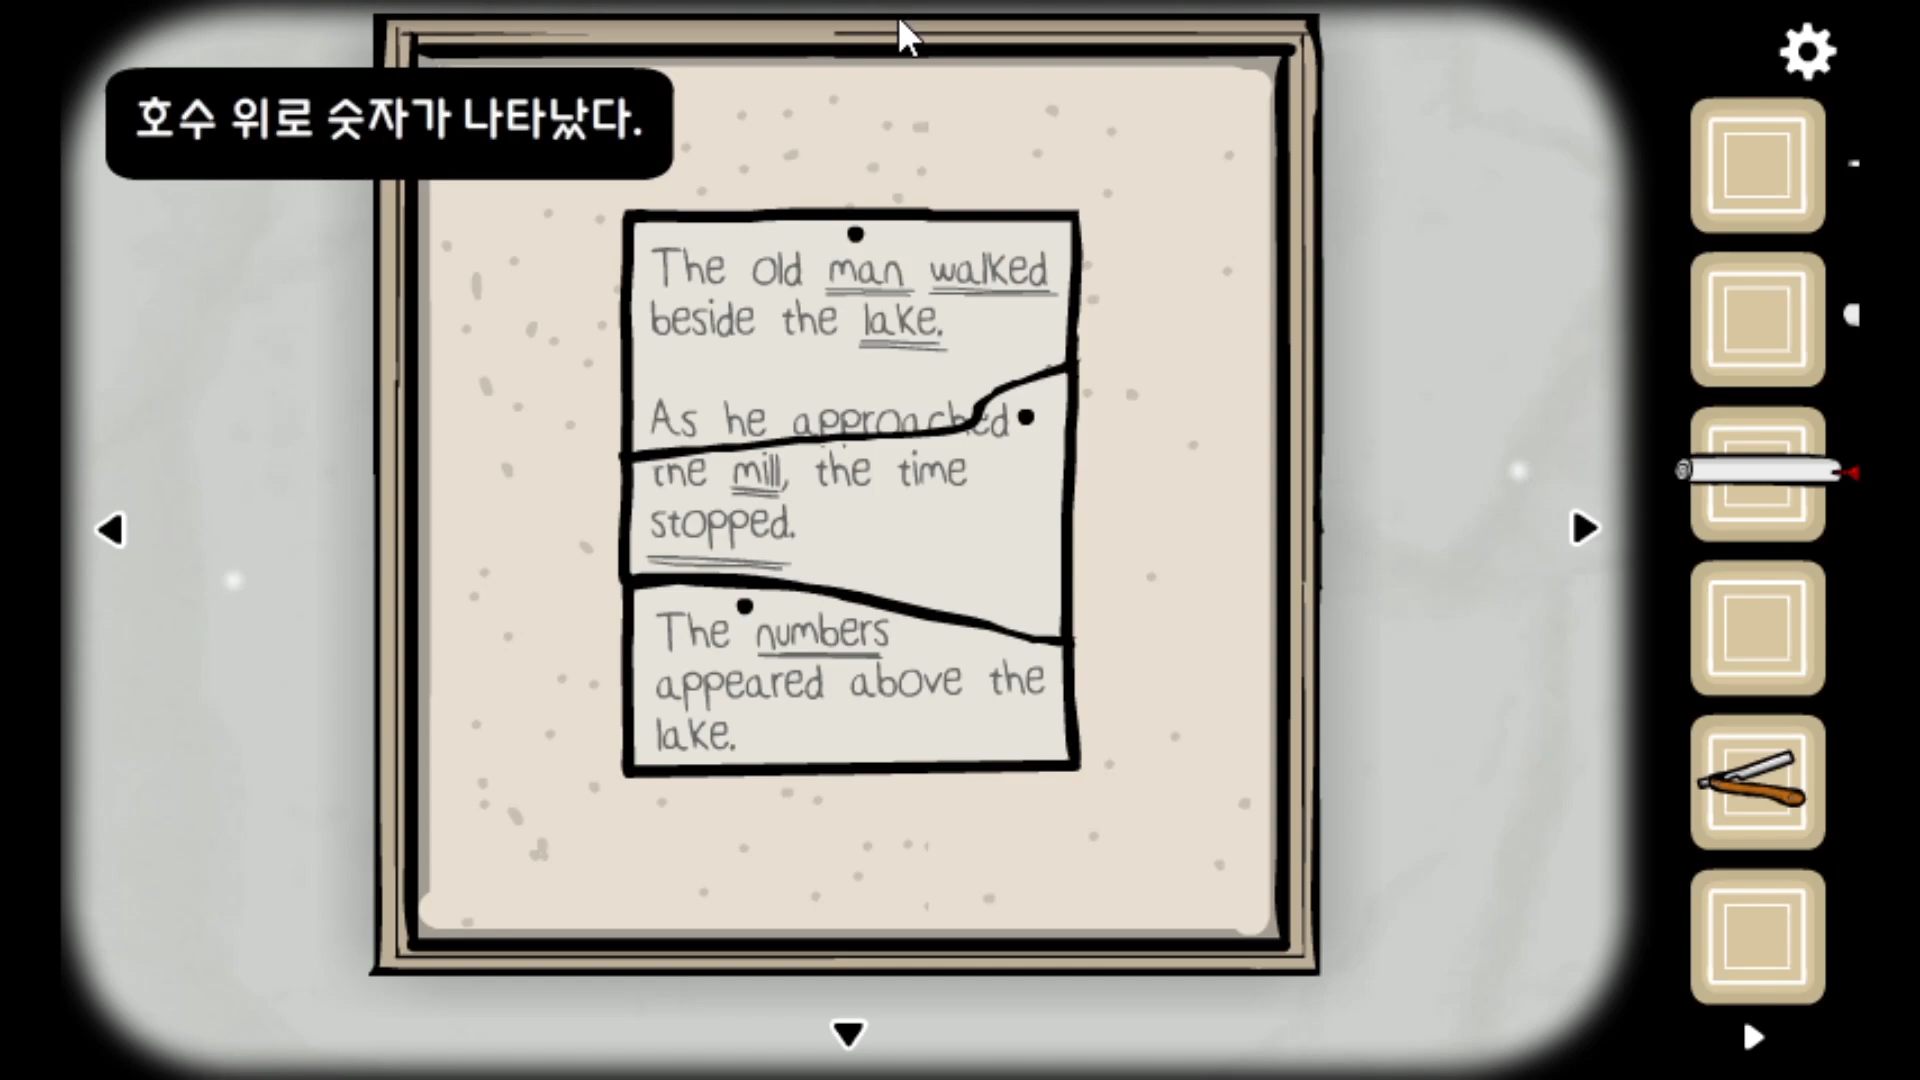 호수 위로 숫자가 나타났다.
The old man walked
beside the lake.
As he approached
the mill, the time
stopped.
The numbers
appeared above the
lake.